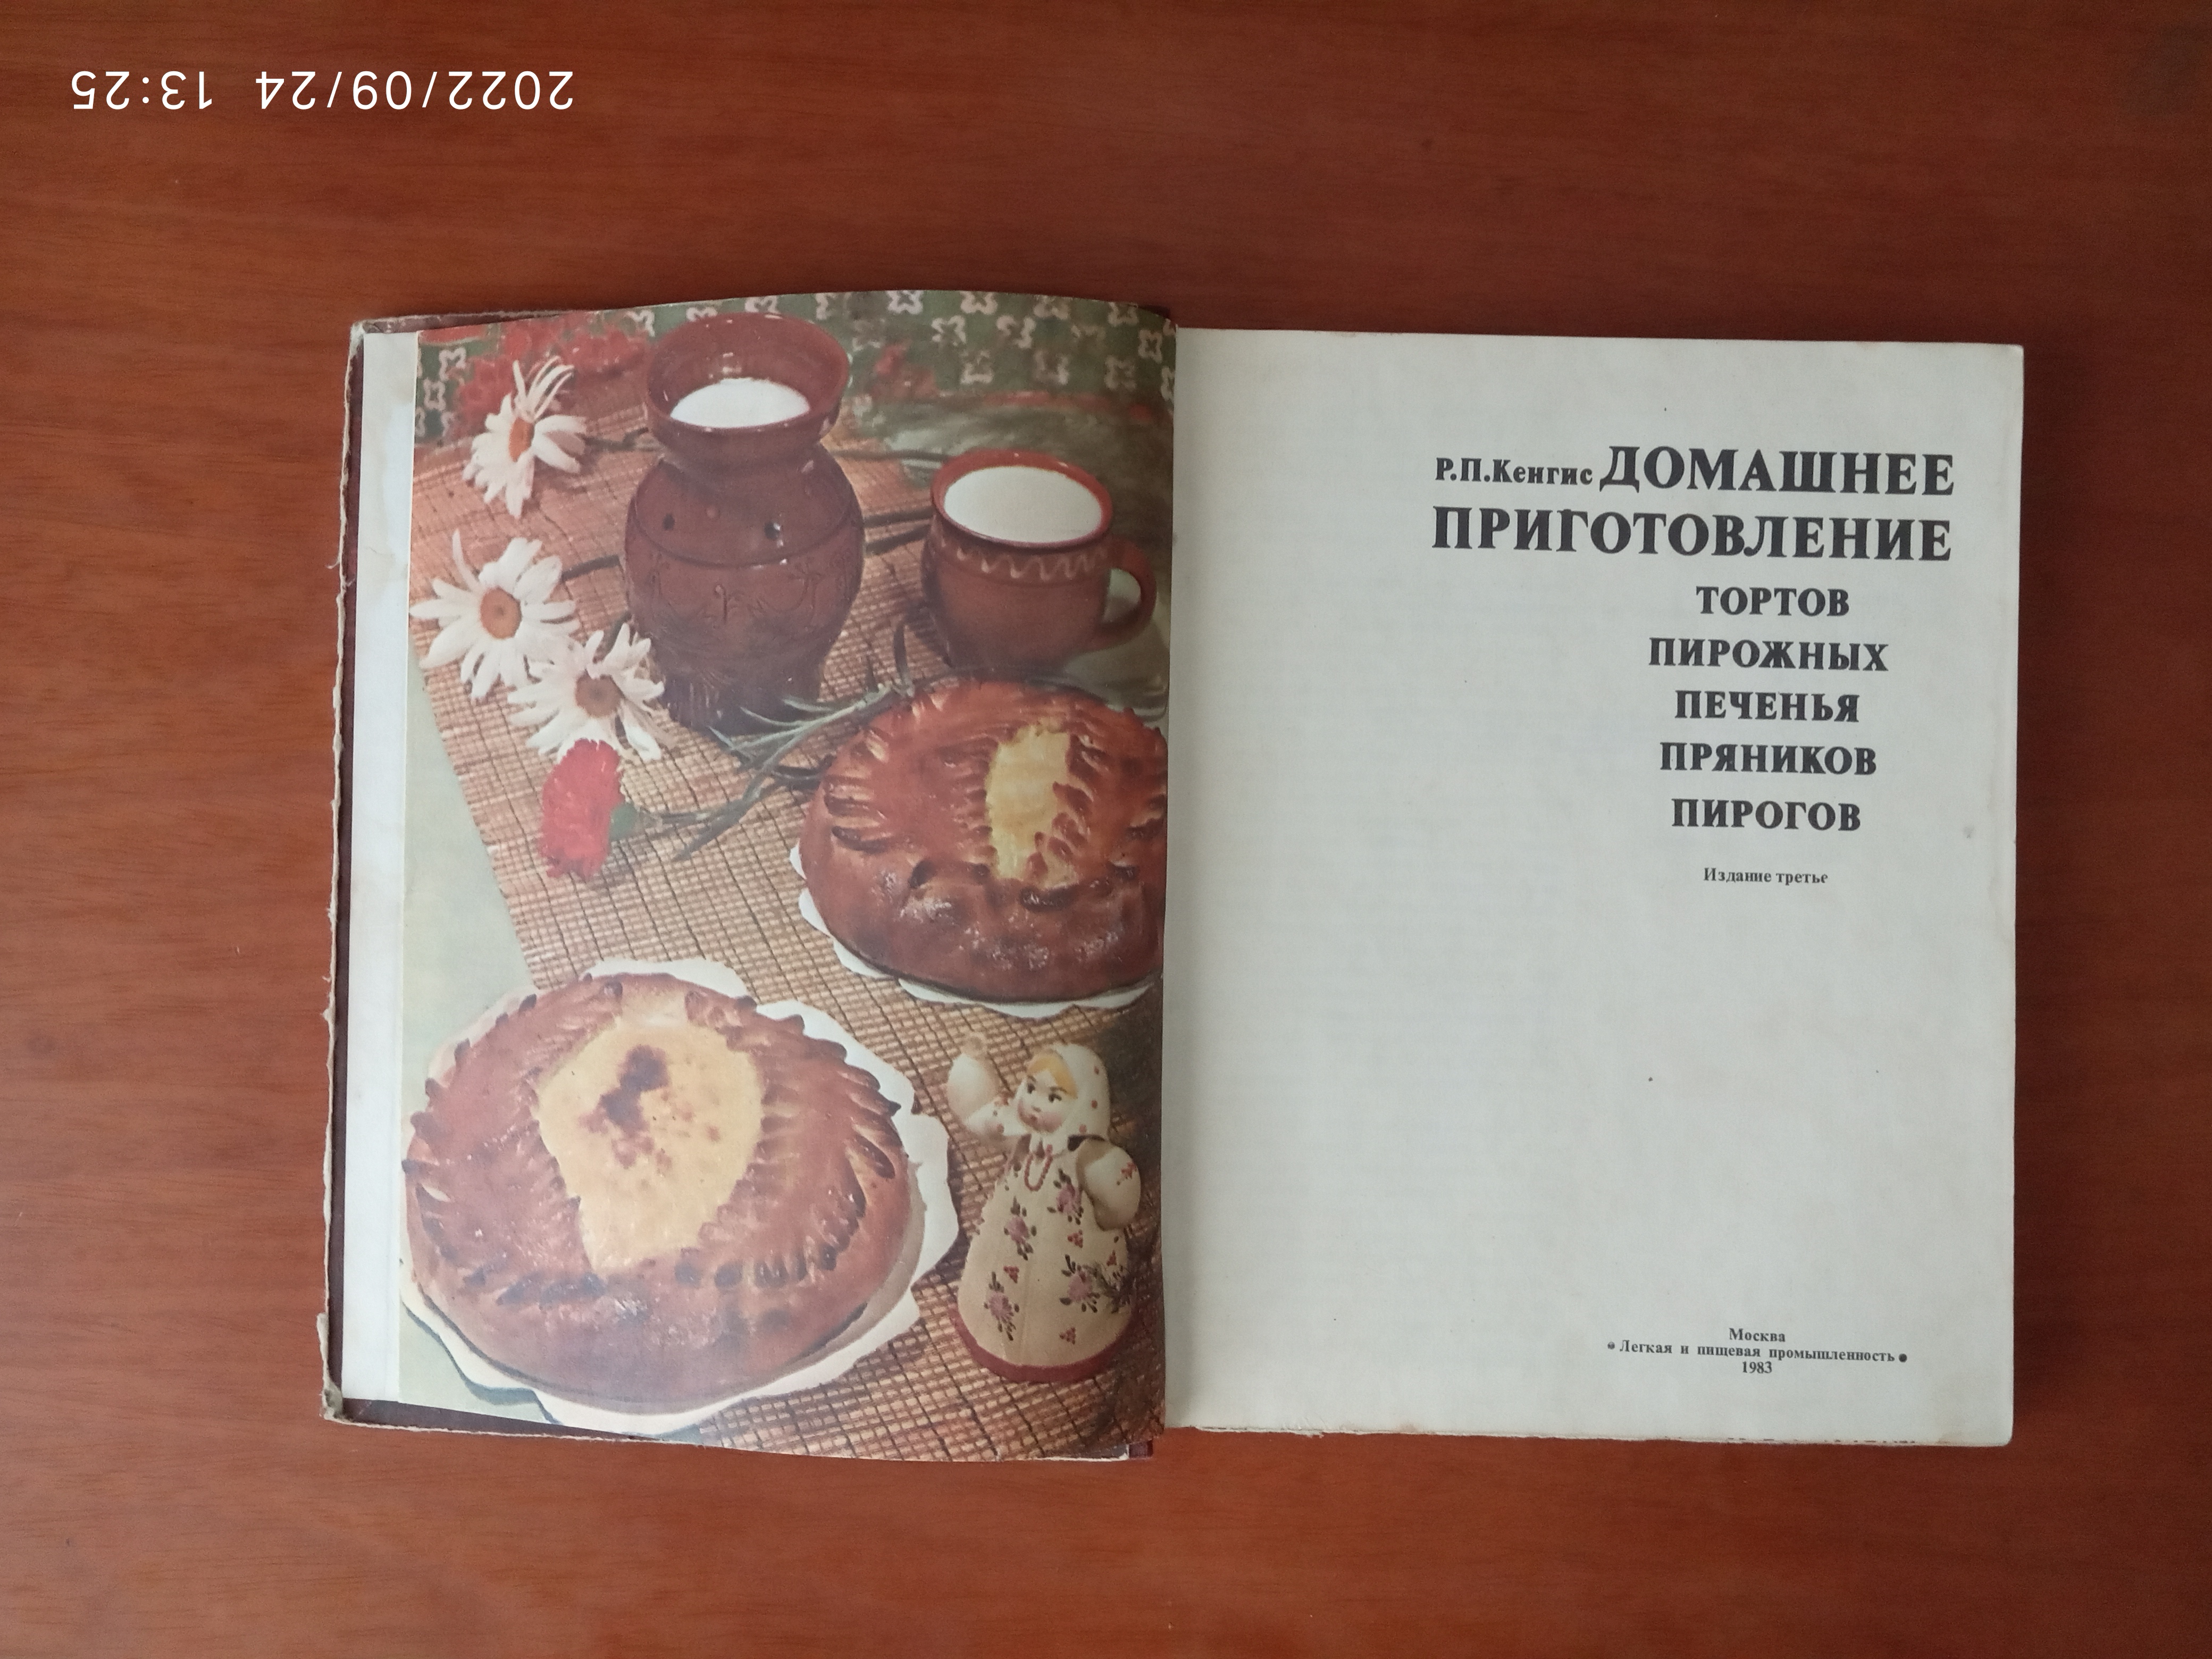 2022/09/24 13:25
Р.П.Кенгис ДОМАШНЕЕ
ПРИГОТОВЛЕНИЕ
ТОРТОВ
ПИРОЖНЫХ
ПЕЧЕНЬЯ
ПРЯНИКОВ
ПИРОГОВ
Издание третье
Москва
• Легкая и пищевая промышленность •
1983